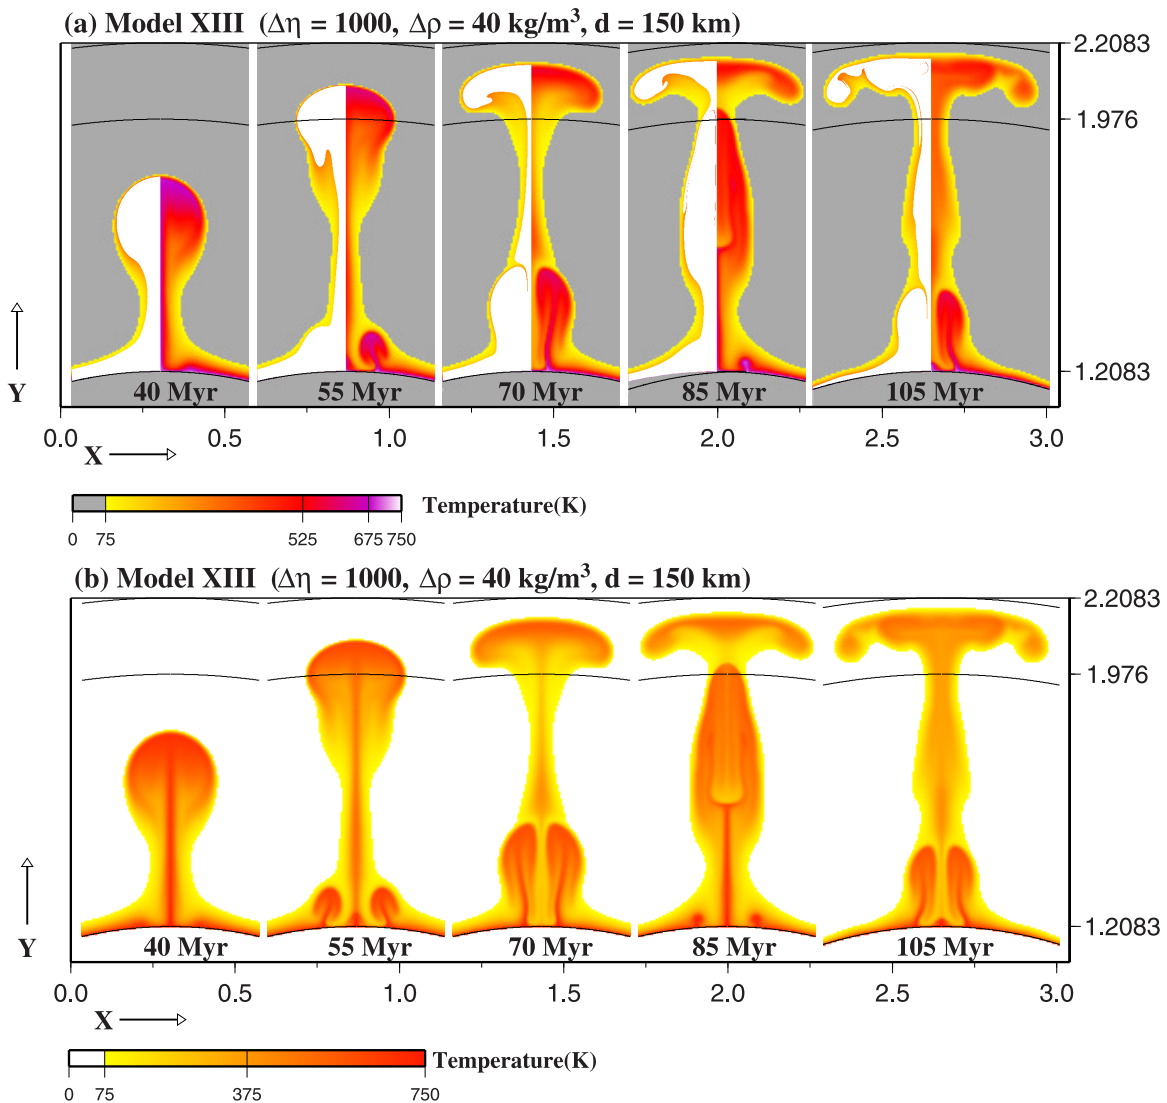 (a) Model XIII (Δη = 1000, Δρ = 40 kg/m³, d = 150 km)
2.2083
1.976
1.2083
Y
40 Myr 55 Myr 70 Myr 85 Myr 105 Myr
0.0 0.5 1.0 1.5 2.0 2.5 3.0
X
Temperature(K)
0 75 525 675 750
(b) Model XIII (Δη = 1000, Δρ = 40 kg/m³, d = 150 km)
2.2083
1.976
1.2083
Y
40 Myr 55 Myr 70 Myr 85 Myr 105 Myr
0.0 0.5 1.0 1.5 2.0 2.5 3.0
X
Temperature(K)
0 75 375 750